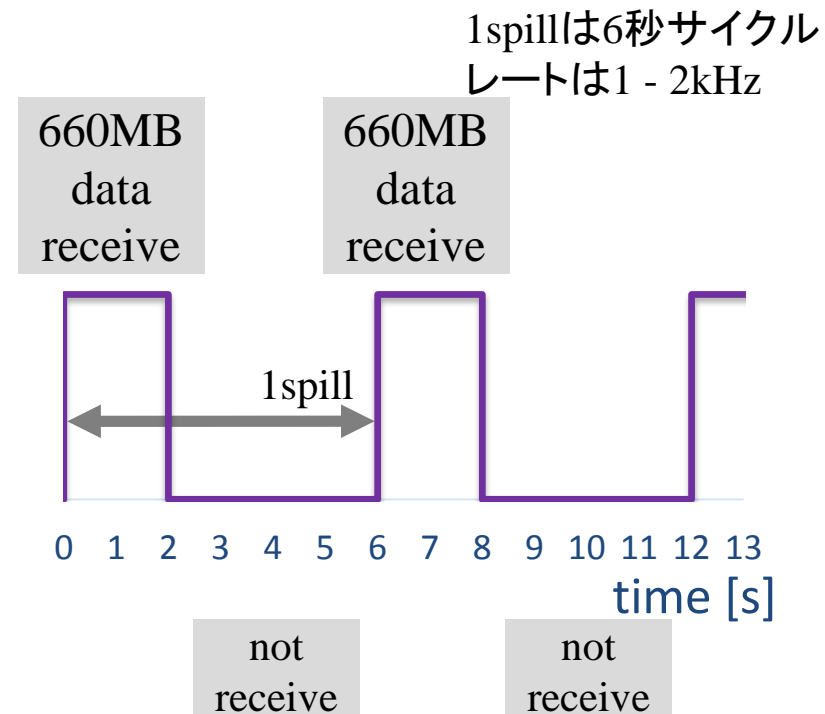 1spillは6秒サイクル
レートは1 - 2kHz
660MB
data
receive
660MB
data
receive
1spill
0 1 2 3 4 5 6 7 8 9 10 11 12 13
time [s]
not
receive
not
receive